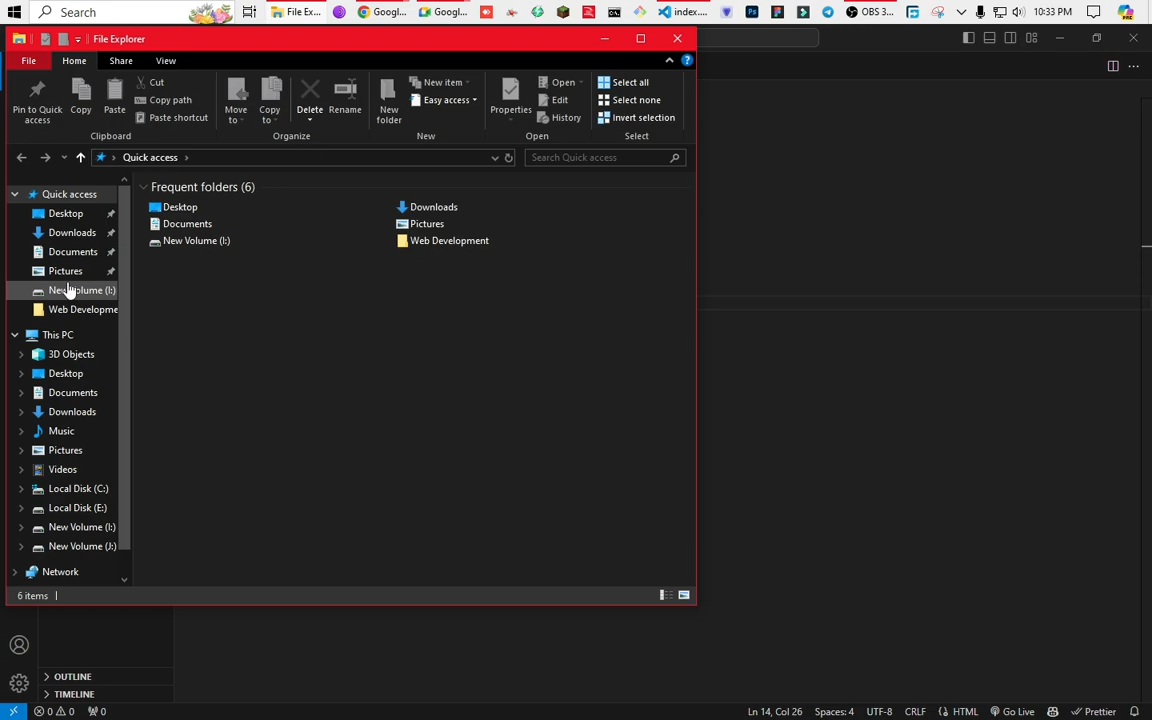 Search
File Ex...
Googl...
Googl...
index....
OBS 3...
10:33 PM
File Explorer
File
Home
Share
View
Pin to Quick access
Copy
Paste
Cut
Copy path
Paste shortcut
Clipboard
Move to
Copy to
Delete
Rename
Organize
New folder
New item
Easy access
New
Properties
Open
Edit
History
Open
Select all
Select none
Invert selection
Select
Quick access
Search Quick access
Quick access
Desktop
Downloads
Documents
Pictures
New Volume (I:)
Web Developme
This PC
3D Objects
Desktop
Documents
Downloads
Music
Pictures
Videos
Local Disk (C:)
Local Disk (E:)
New Volume (I:)
New Volume (J:)
Network
Frequent folders (6)
Desktop
Downloads
Documents
Pictures
New Volume (I:)
Web Development
6 items
OUTLINE
TIMELINE
0
0
0
Ln 14, Col 26
Spaces: 4
UTF-8
CRLF
HTML
Go Live
Prettier